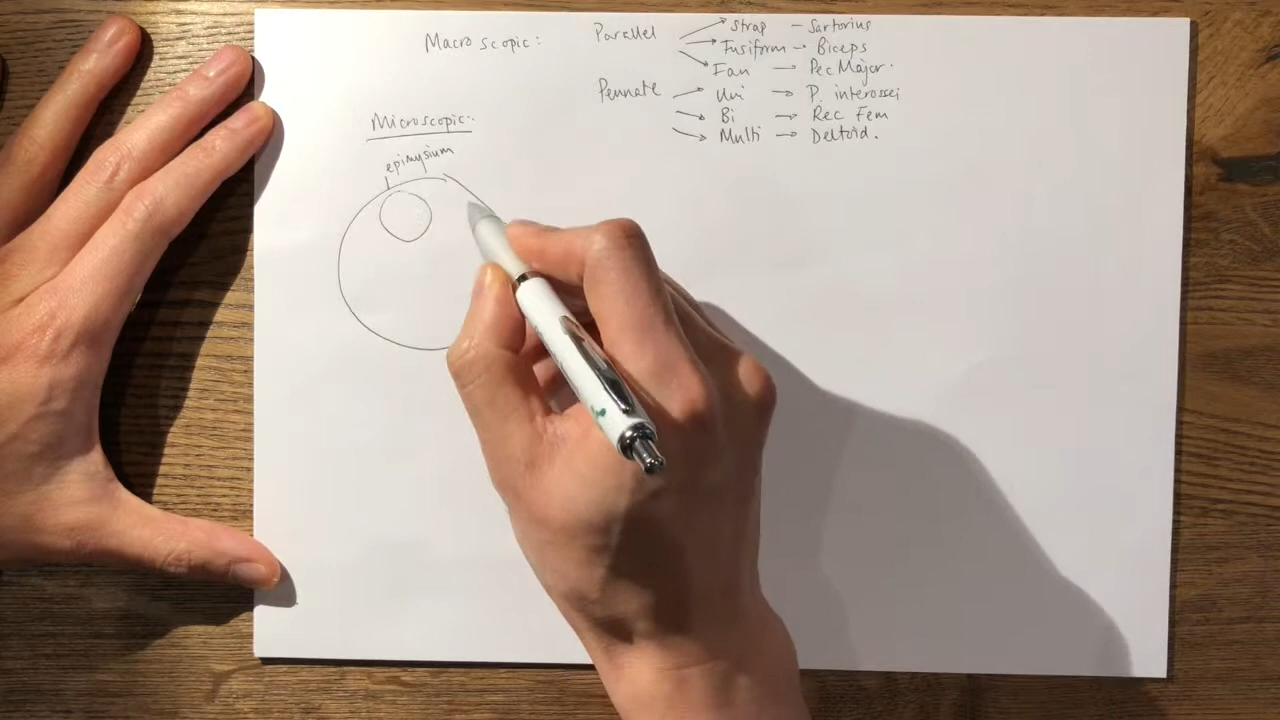 Macroscopic: Parallel → Strap - Sartorius
→ Fusiform → Biceps
→ Fan → Pec Major.
Pennate → Uni → P. interossei
→ Bi → Rec Fem
→ Multi → Deltoid.
Microscopic:
epimysium